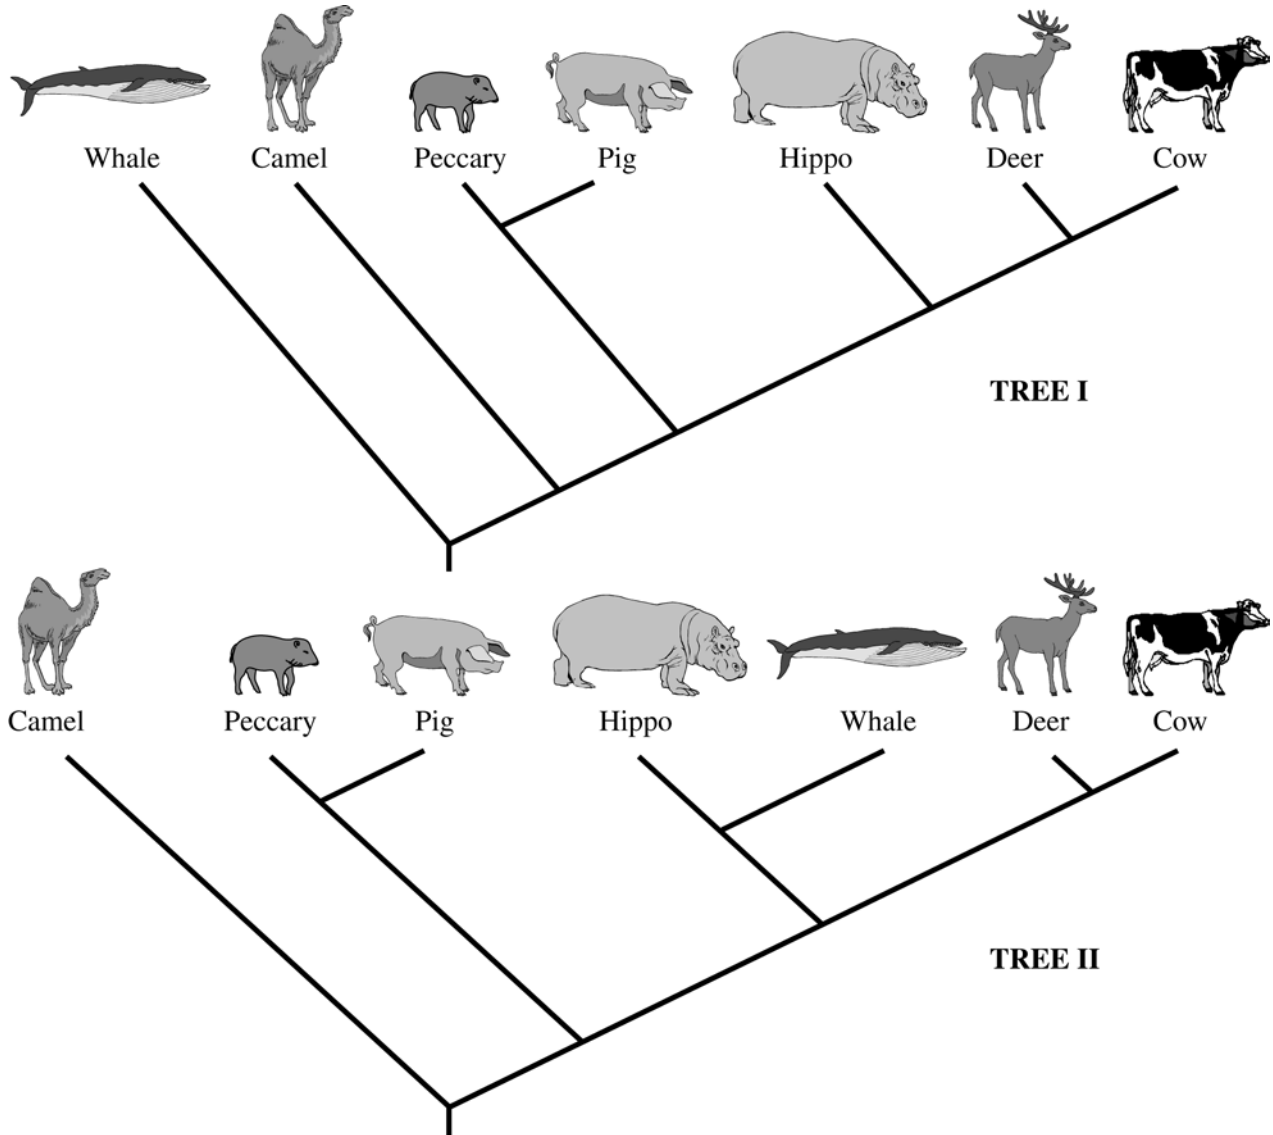 Whale Camel Peccary Pig Hippo Deer Cow
TREE I
Camel Peccary Pig Hippo Whale Deer Cow
TREE II